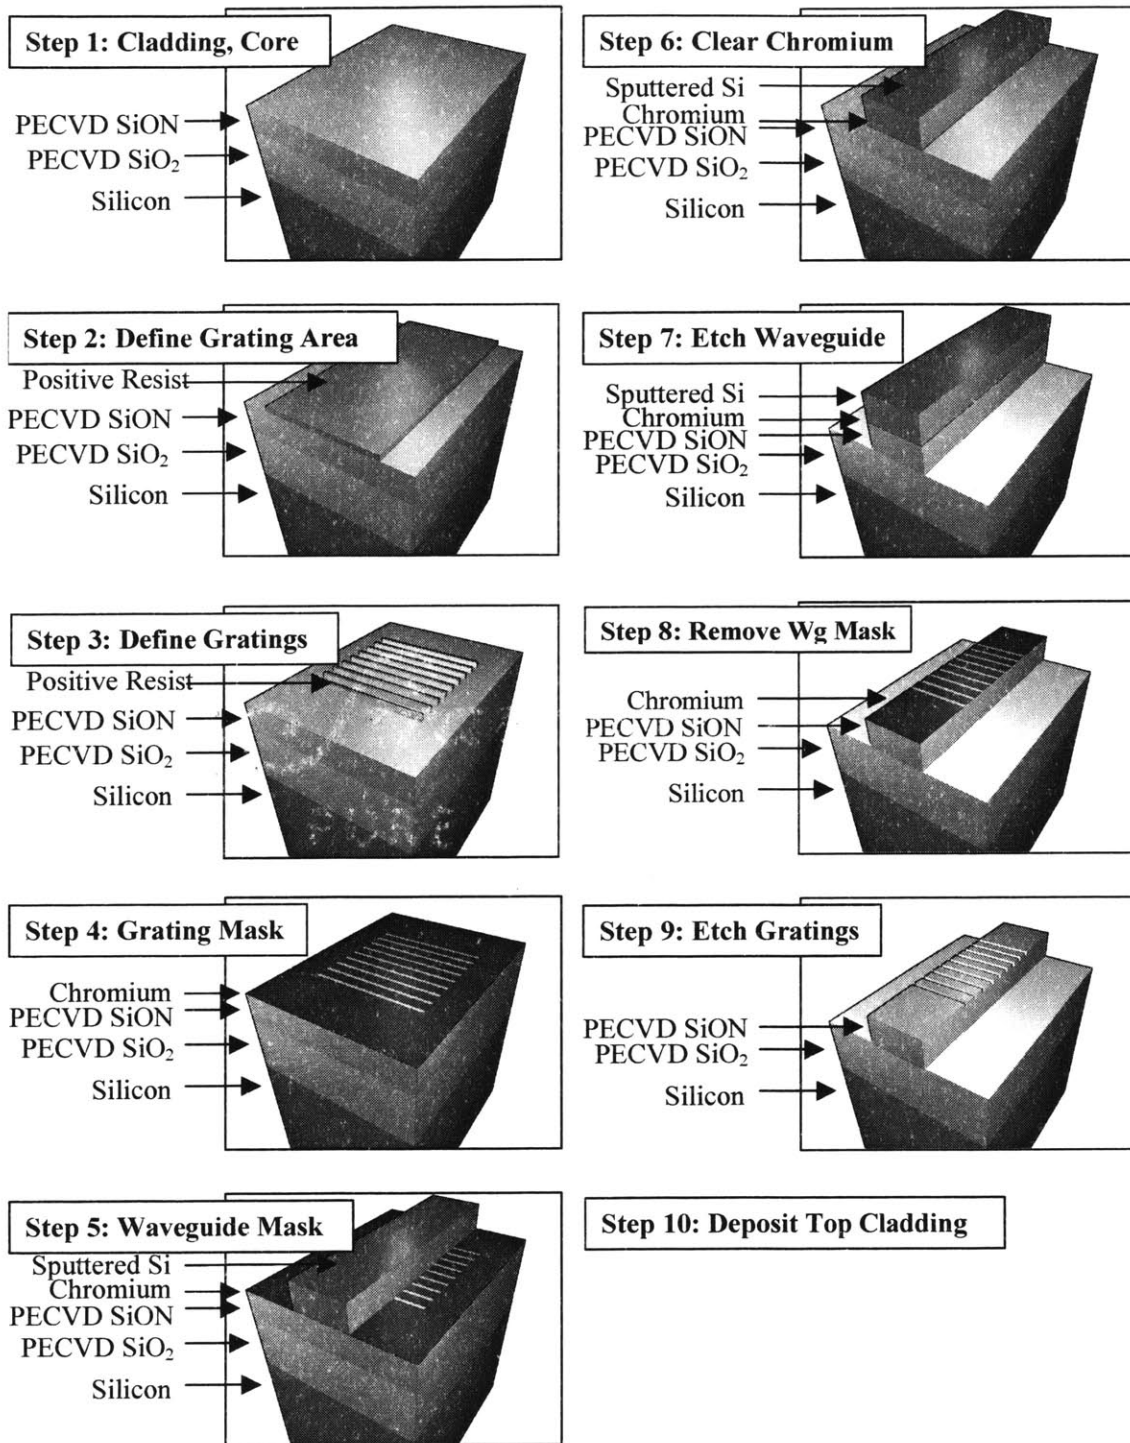 Step 1: Cladding, Core
PECVD SiON
PECVD SiO₂
Silicon
Step 2: Define Grating Area
Positive Resist
PECVD SiON
PECVD SiO₂
Silicon
Step 3: Define Gratings
Positive Resist
PECVD SiON
PECVD SiO₂
Silicon
Step 4: Grating Mask
Chromium
PECVD SiON
PECVD SiO₂
Silicon
Step 5: Waveguide Mask
Sputtered Si
Chromium
PECVD SiON
PECVD SiO₂
Silicon
Step 6: Clear Chromium
Sputtered Si
Chromium
PECVD SiON
PECVD SiO₂
Silicon
Step 7: Etch Waveguide
Sputtered Si
Chromium
PECVD SiON
PECVD SiO₂
Silicon
Step 8: Remove Wg Mask
Chromium
PECVD SiON
PECVD SiO₂
Silicon
Step 9: Etch Gratings
PECVD SiON
PECVD SiO₂
Silicon
Step 10: Deposit Top Cladding